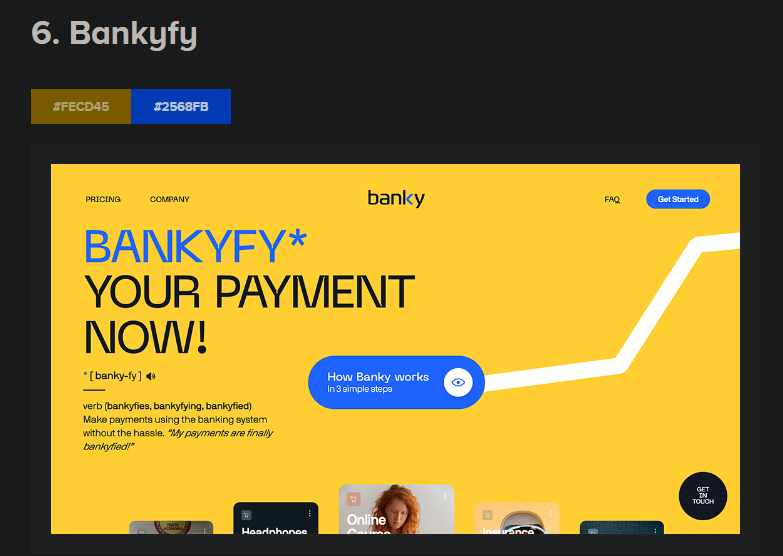 6. Bankyfy
#FECD45 #2568FB
PRICING COMPANY banky FAQ Get Started
BANKYFY*
YOUR PAYMENT
NOW!
* [ banky-fy ]
How Banky works
In 3 simple steps
verb (bankyfies, bankyfying, bankyfied)
Make payments using the banking system
without the hassle. “My payments are finally
bankyfied!”
GET
IN
TOUCH
Headphones
Online
Course
Insurance